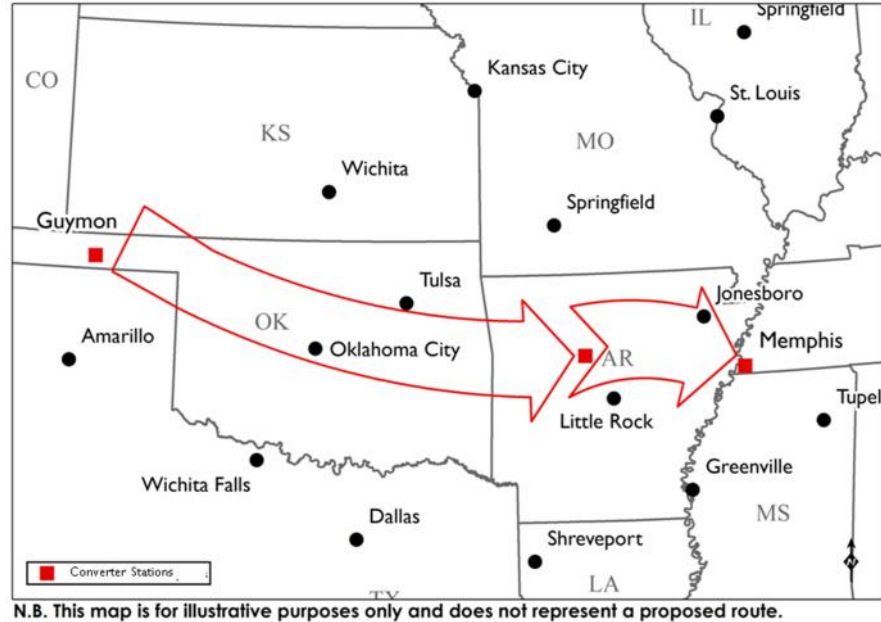 IL
Springfield
CO
Kansas City
St. Louis
KS
MO
Wichita
Springfield
Guymon
Tulsa
Jonesboro
OK
Amarillo
Oklahoma City
Memphis
AR
Little Rock
Tupel
Wichita Falls
Greenville
Dallas
MS
Shreveport
Converter Stations
LA
TX
N.B. This map is for illustrative purposes only and does not represent a proposed route.